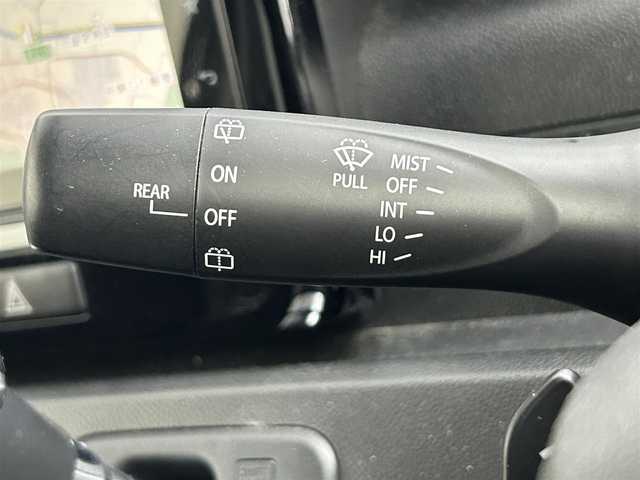 REAR
ON
OFF
PULL
MIST
OFF
INT
LO
HI